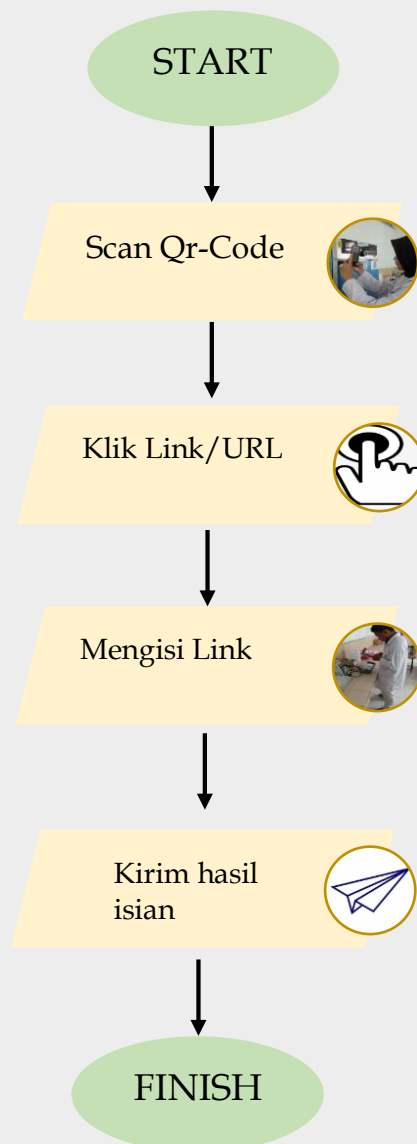 START
Scan Qr-Code
Klik Link/URL
Mengisi Link
Kirim hasil
isian
FINISH